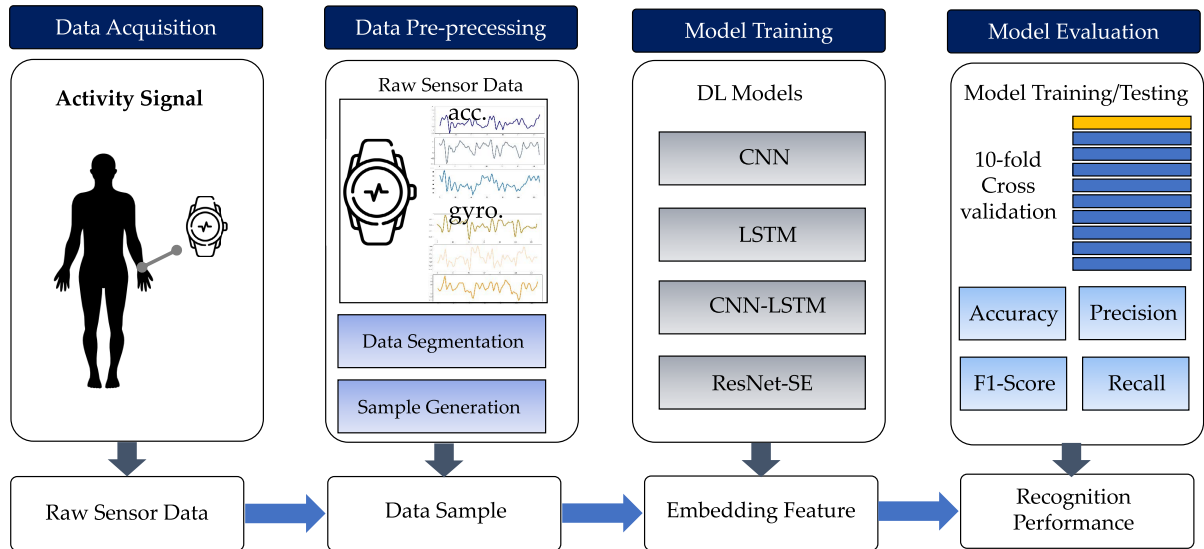 Data Acquisition
Activity Signal
Raw Sensor Data
Data Pre-precessing
Raw Sensor Data
acc.
gyro.
Data Segmentation
Sample Generation
Data Sample
Model Training
DL Models
CNN
LSTM
CNN-LSTM
ResNet-SE
Embedding Feature
Model Evaluation
Model Training/Testing
10-fold
Cross
validation
Accuracy
Precision
F1-Score
Recall
Recognition
Performance